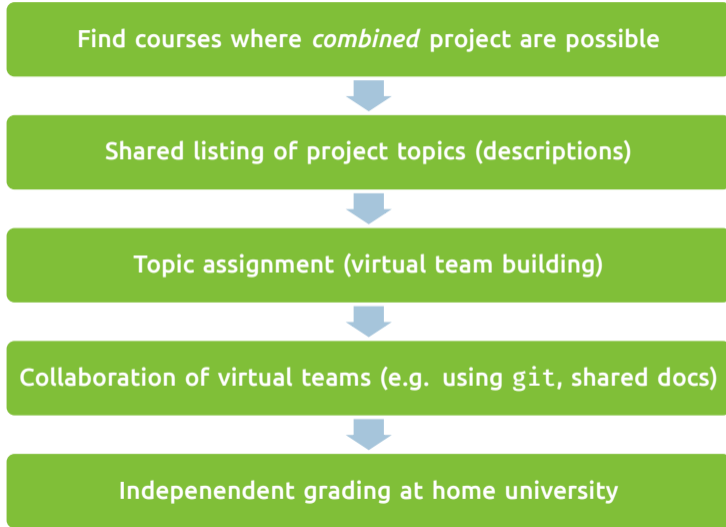 Find courses where combined project are possible
Shared listing of project topics (descriptions)
Topic assignment (virtual team building)
Collaboration of virtual teams (e.g. using git, shared docs)
Indepenendent grading at home university